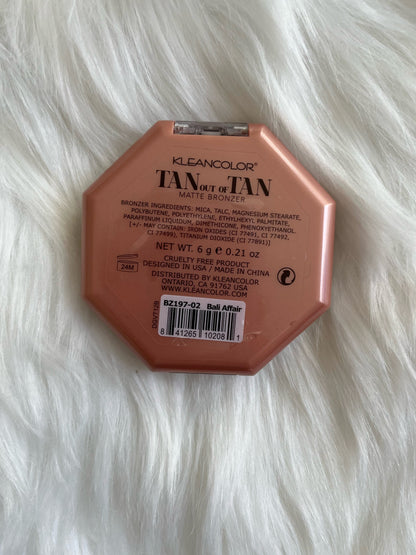 KLEANCOLOR®
TAN OUT OF TAN
MATTE BRONZER
BRONZER INGREDIENTS: MICA, TALC, MAGNESIUM STEARATE,
POLYBUTENE, POLYETHYLENE, ETHYLHEXYL PALMITATE,
PARAFFINUM LIQUIDUM, DIMETHICONE, PHENOXYETHANOL.
[+/- MAY CONTAIN: IRON OXIDES (CI 77491, CI 77492,
CI 77499), TITANIUM DIOXIDE (CI 77891)]
NET WT. 6 g ℮ 0.21 oz
CRUELTY FREE PRODUCT
DESIGNED IN USA / MADE IN CHINA
DISTRIBUTED BY KLEANCOLOR
ONTARIO, CA 91762 USA
WWW.KLEANCOLOR.COM
24M
BZ197-02 Bali Affair
8 41265 10208 1